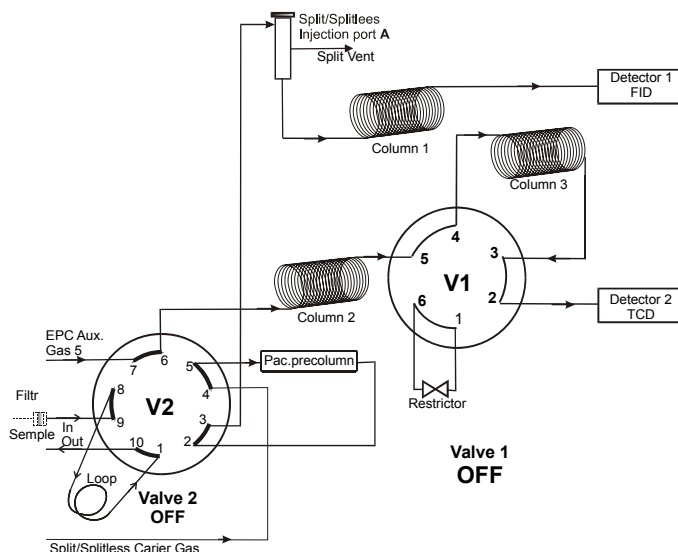 Split/Splitlees
Injection port A
Split Vent
Detector 1
FID
Column 1
Column 3
4
5
3
V1
2
6
1
Detector 2
TCD
Column 2
Restrictor
EPC Aux.
Gas 5
7
6
5
Pac.precolumn
8
4
Filtr
V2
3
Semple
In
9
2
Out
10
1
Loop
Valve 2
OFF
Valve 1
OFF
Split/Splitless Carier Gas